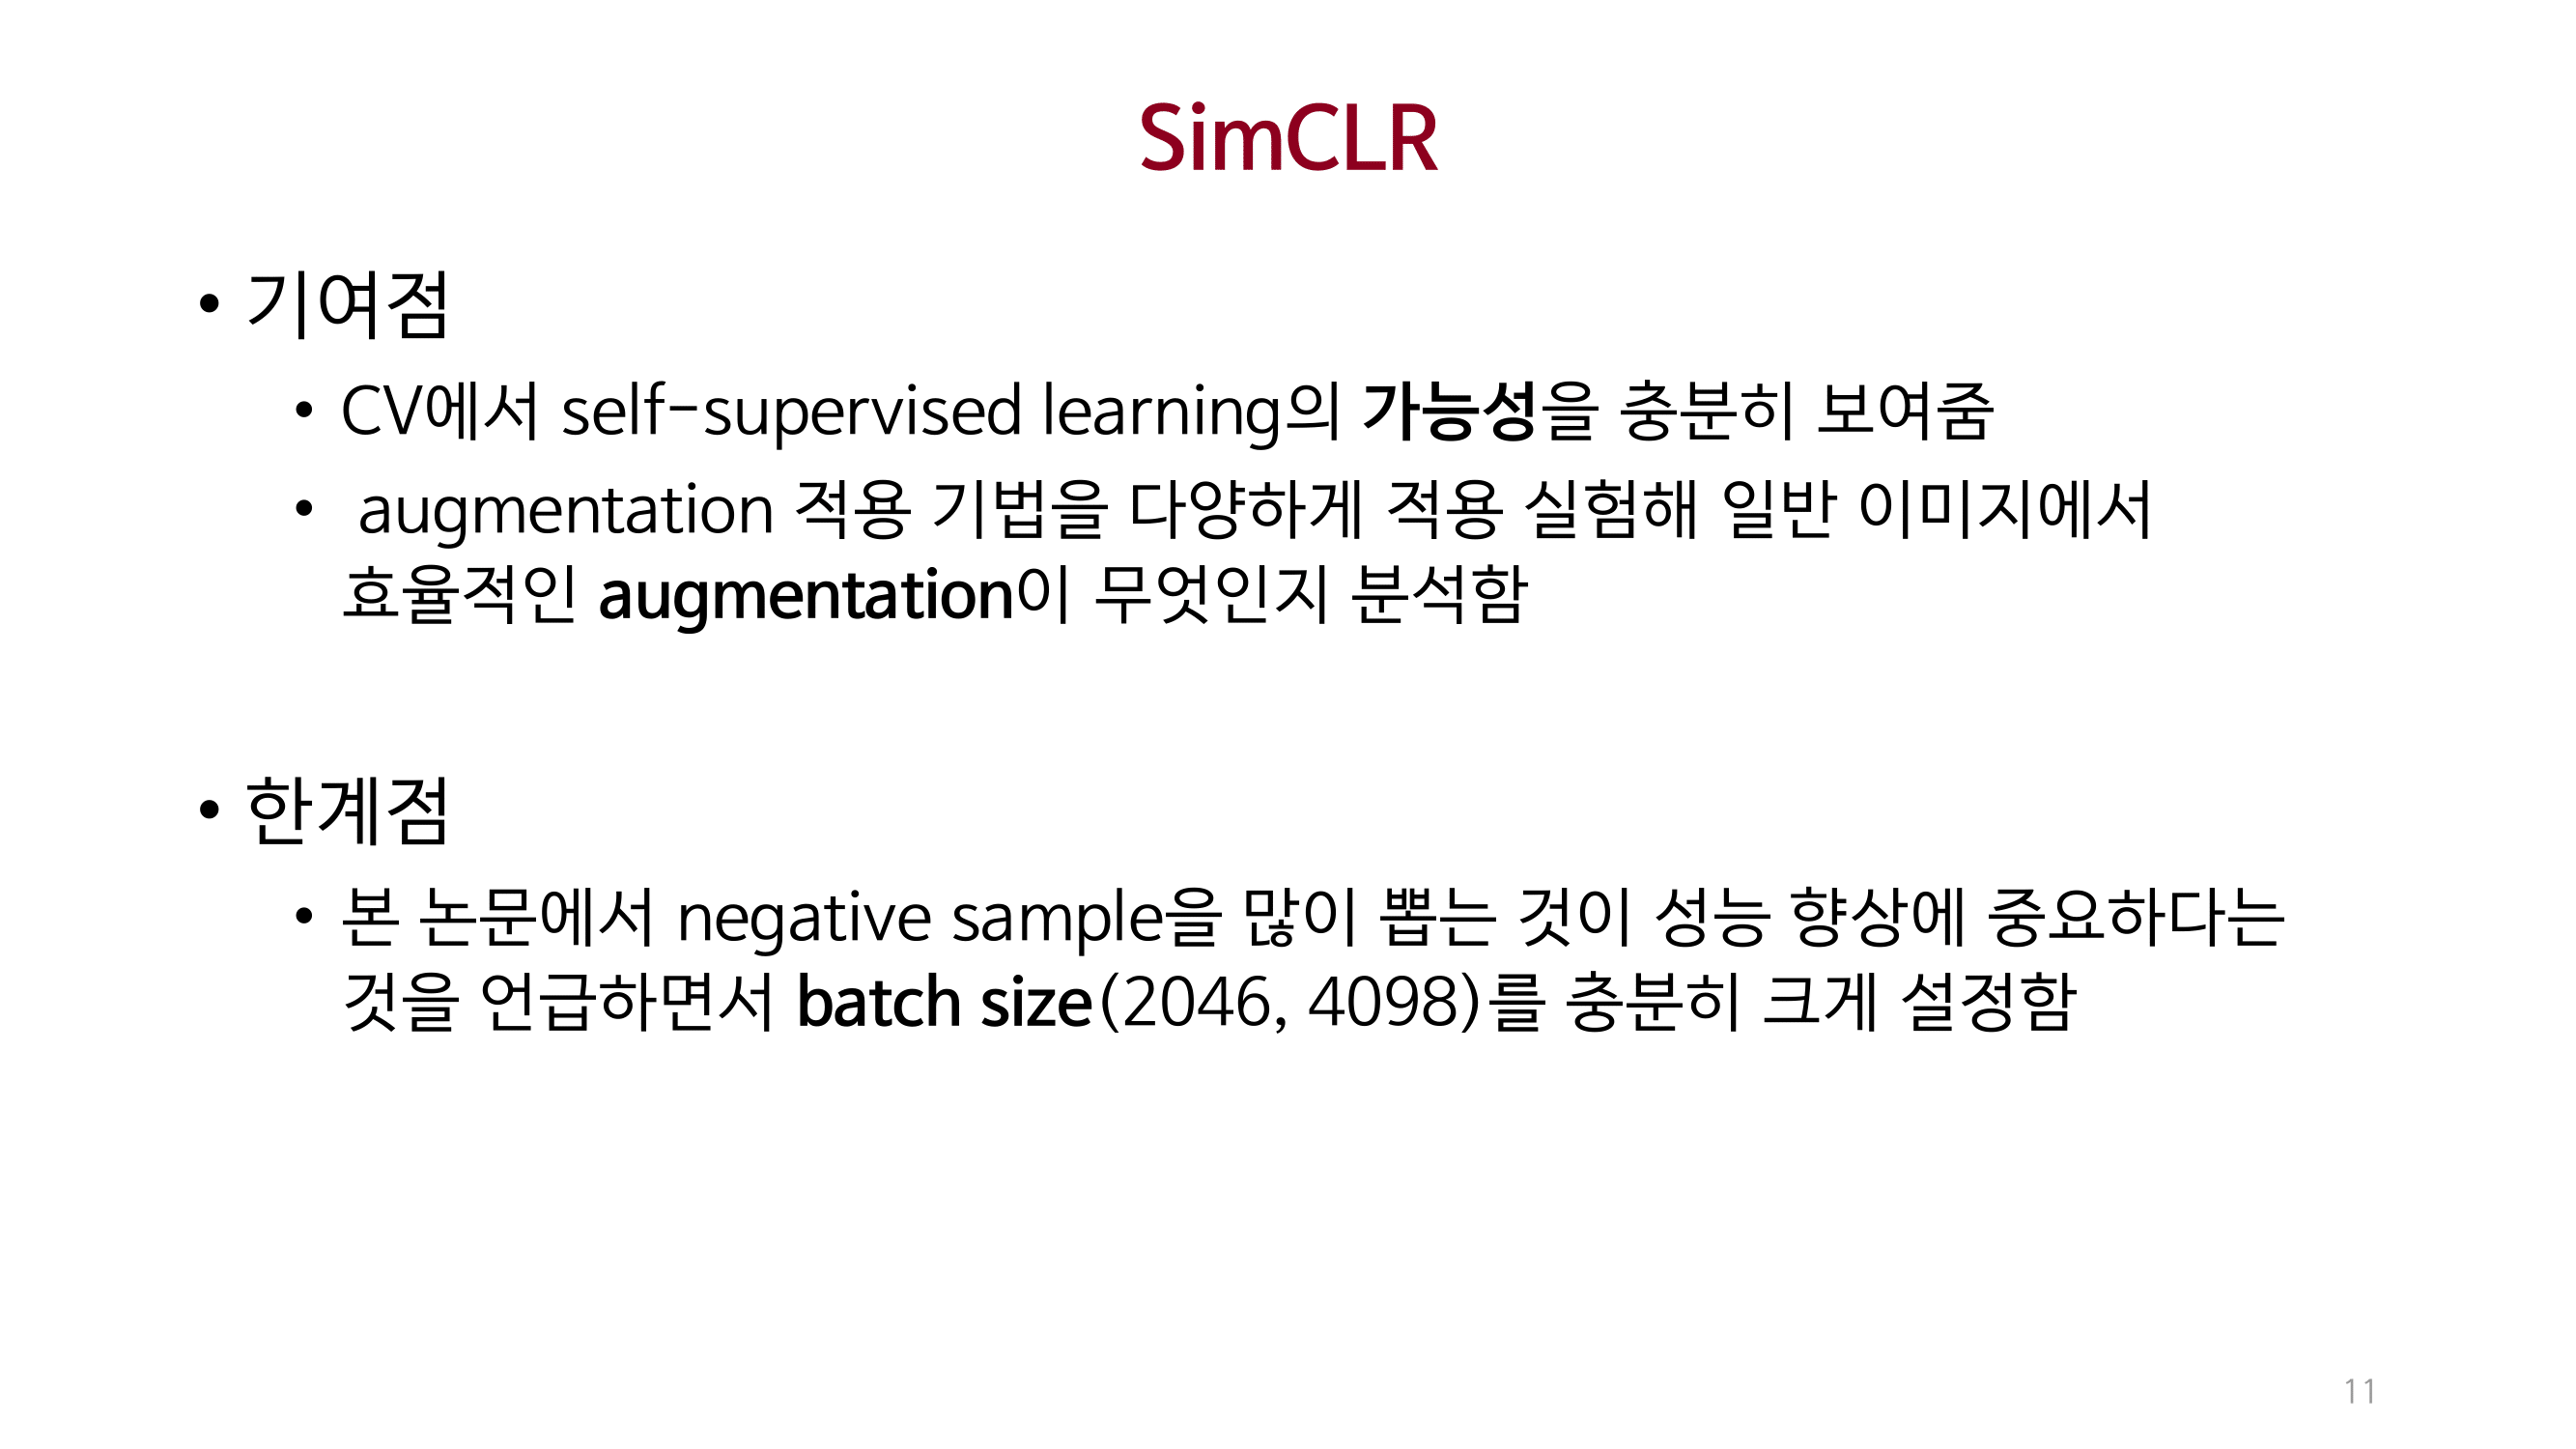 SimCLR
• 기여점
• CV에서 self-supervised learning의 가능성을 충분히 보여줌
• augmentation 적용 기법을 다양하게 적용 실험해 일반 이미지에서
효율적인 augmentation이 무엇인지 분석함
• 한계점
• 본 논문에서 negative sample을 많이 뽑는 것이 성능 향상에 중요하다는
것을 언급하면서 batch size(2046, 4098)를 충분히 크게 설정함
11